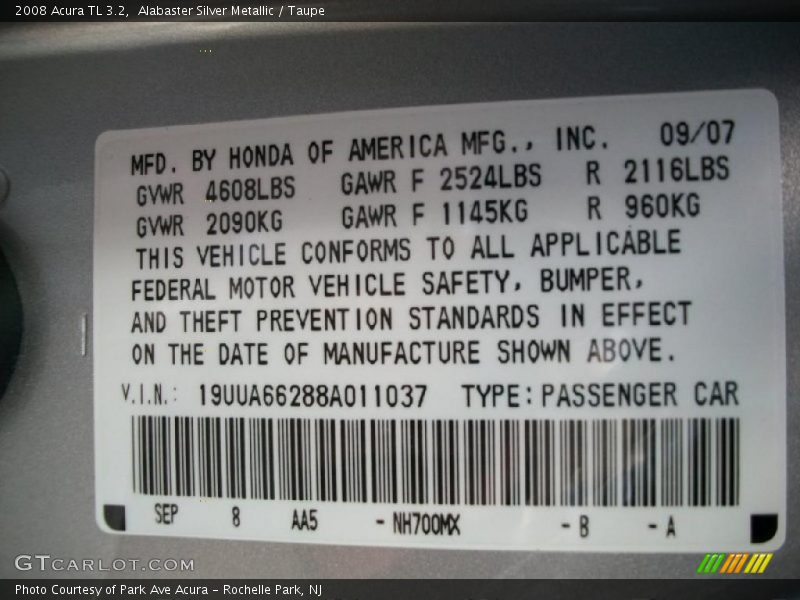 2008 Acura TL 3.2,  Alabaster Silver Metallic / Taupe
MFD. BY HONDA OF AMERICA MFG., INC. 09/07
GVWR 4608LBS GAWR F 2524LBS R 2116LBS
GVWR 2090KG GAWR F 1145KG R 960KG
THIS VEHICLE CONFORMS TO ALL APPLICABLE
FEDERAL MOTOR VEHICLE SAFETY, BUMPER,
AND THEFT PREVENTION STANDARDS IN EFFECT
ON THE DATE OF MANUFACTURE SHOWN ABOVE.
V.I.N.: 19UUA66288A011037 TYPE: PASSENGER CAR
SEP 8 AA5 -NH700MX -B -A
GTCARLOT.COM
Photo Courtesy of Park Ave Acura – Rochelle Park, NJ